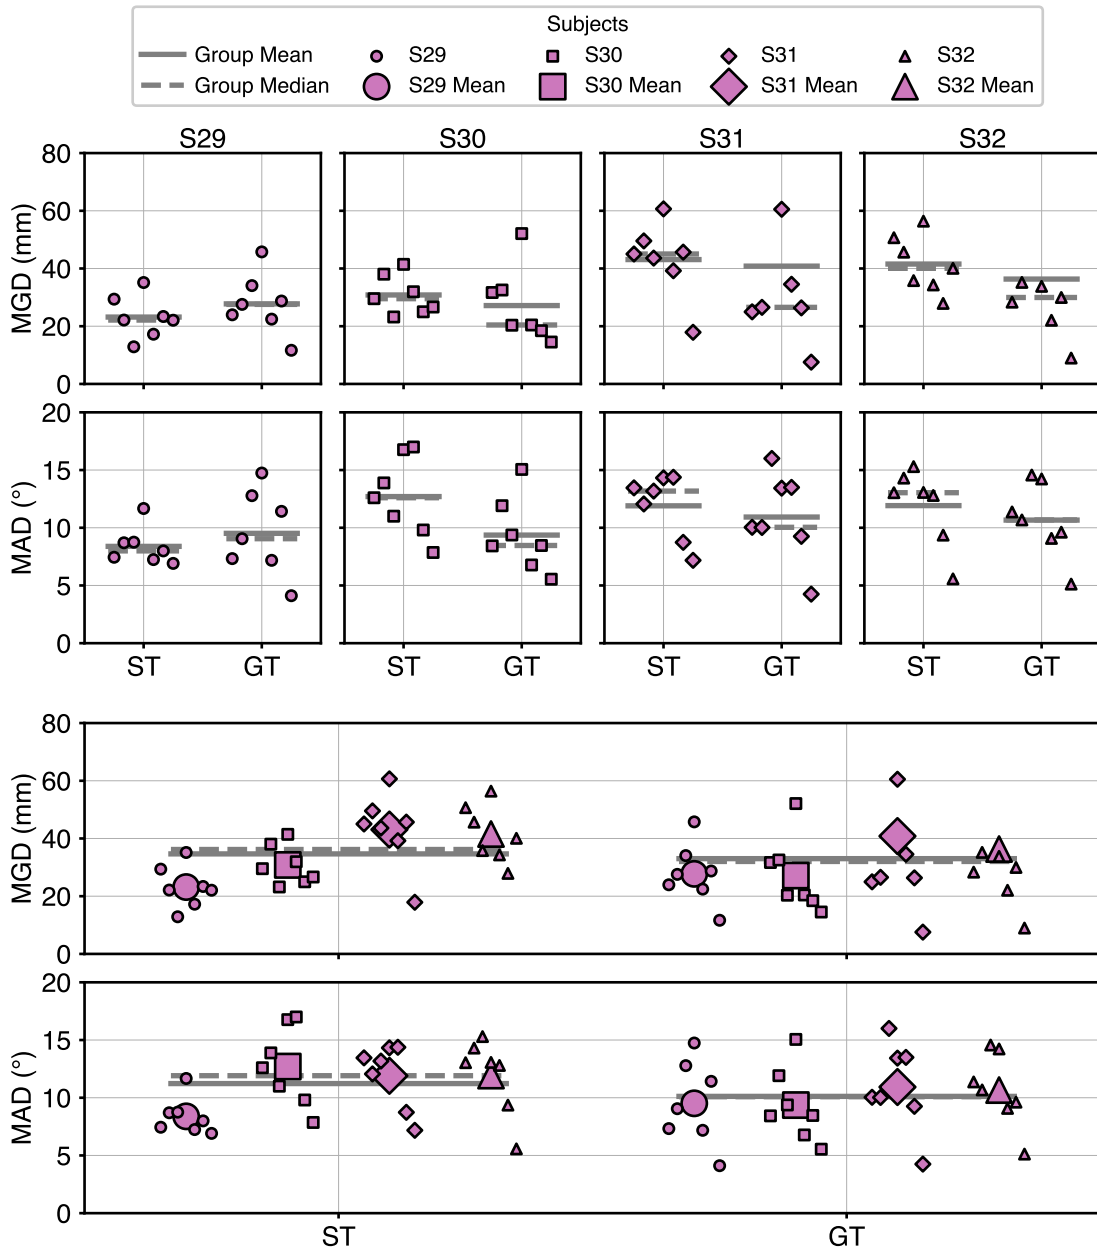 Subjects
Group Mean S29 S30 S31 S32
Group Median S29 Mean S30 Mean S31 Mean S32 Mean
S29 S30 S31 S32
MGD (mm)
80
60
40
20
0
MAD (°)
20
15
10
5
0
ST GT ST GT ST GT ST GT
MGD (mm)
80
60
40
20
0
MAD (°)
20
15
10
5
0
ST GT